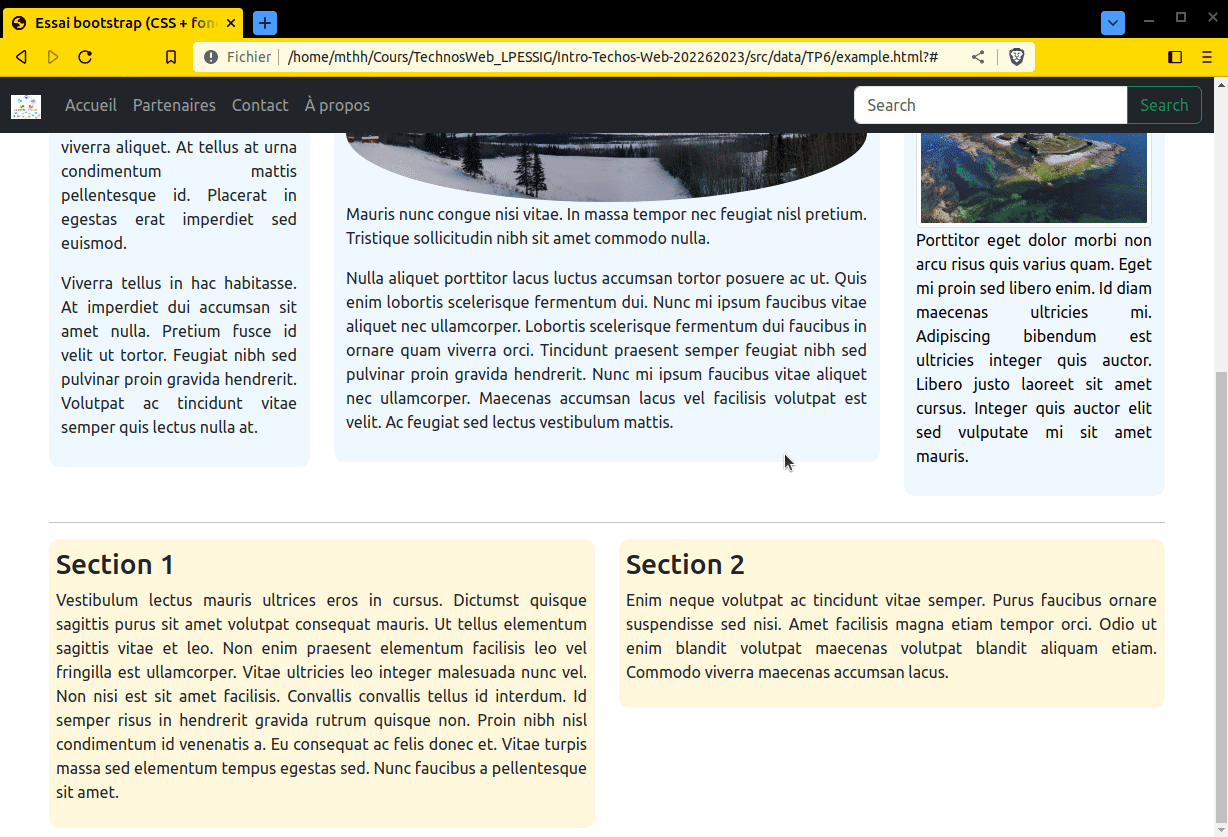 Essai bootstrap (CSS + fon
Fichier
/home/mthh/Cours/TechnosWeb_LPESSIG/Intro-Techos-Web-202262023/src/data/TP6/example.html?#
Accueil Partenaires Contact À propos
Search
Search
viverra aliquet. At tellus at urna
condimentum mattis
pellentesque id. Placerat in
egestas erat imperdiet sed
euismod.
Viverra tellus in hac habitasse.
At imperdiet dui accumsan sit
amet nulla. Pretium fusce id
velit ut tortor. Feugiat nibh sed
pulvinar proin gravida hendrerit.
Volutpat ac tincidunt vitae
semper quis lectus nulla at.
Mauris nunc congue nisi vitae. In massa tempor nec feugiat nisl pretium.
Tristique sollicitudin nibh sit amet commodo nulla.
Nulla aliquet porttitor lacus luctus accumsan tortor posuere ac ut. Quis
enim lobortis scelerisque fermentum dui. Nunc mi ipsum faucibus vitae
aliquet nec ullamcorper. Lobortis scelerisque fermentum dui faucibus in
ornare quam viverra orci. Tincidunt praesent semper feugiat nibh sed
pulvinar proin gravida hendrerit. Nunc mi ipsum faucibus vitae aliquet
nec ullamcorper. Maecenas accumsan lacus vel facilisis volutpat est
velit. Ac feugiat sed lectus vestibulum mattis.
Porttitor eget dolor morbi non
arcu risus quis varius quam. Eget
mi proin sed libero enim. Id diam
maecenas ultricies mi.
Adipiscing bibendum est
ultricies integer quis auctor.
Libero justo laoreet sit amet
cursus. Integer quis auctor elit
sed vulputate mi sit amet
mauris.
Section 1
Vestibulum lectus mauris ultrices eros in cursus. Dictumst quisque
sagittis purus sit amet volutpat consequat mauris. Ut tellus elementum
sagittis vitae et leo. Non enim praesent elementum facilisis leo vel
fringilla est ullamcorper. Vitae ultricies leo integer malesuada nunc vel.
Non nisi est sit amet facilisis. Convallis convallis tellus id interdum. Id
semper risus in hendrerit gravida rutrum quisque non. Proin nibh nisl
condimentum id venenatis a. Eu consequat ac felis donec et. Vitae turpis
massa sed elementum tempus egestas sed. Nunc faucibus a pellentesque
sit amet.
Section 2
Enim neque volutpat ac tincidunt vitae semper. Purus faucibus ornare
suspendisse sed nisi. Amet facilisis magna etiam tempor orci. Odio ut
enim blandit volutpat maecenas volutpat blandit aliquam etiam.
Commodo viverra maecenas accumsan lacus.